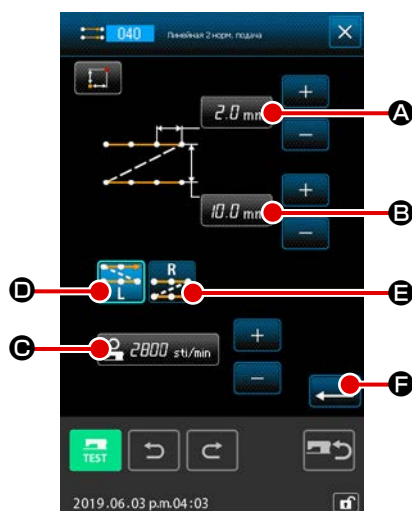 040 Линейная 2 норм. подача
2.0 mm
A
10.0 mm
B
L
R
D
E
C
2800 sti/min
F
TEST
2019.06.03 p.m.04:03